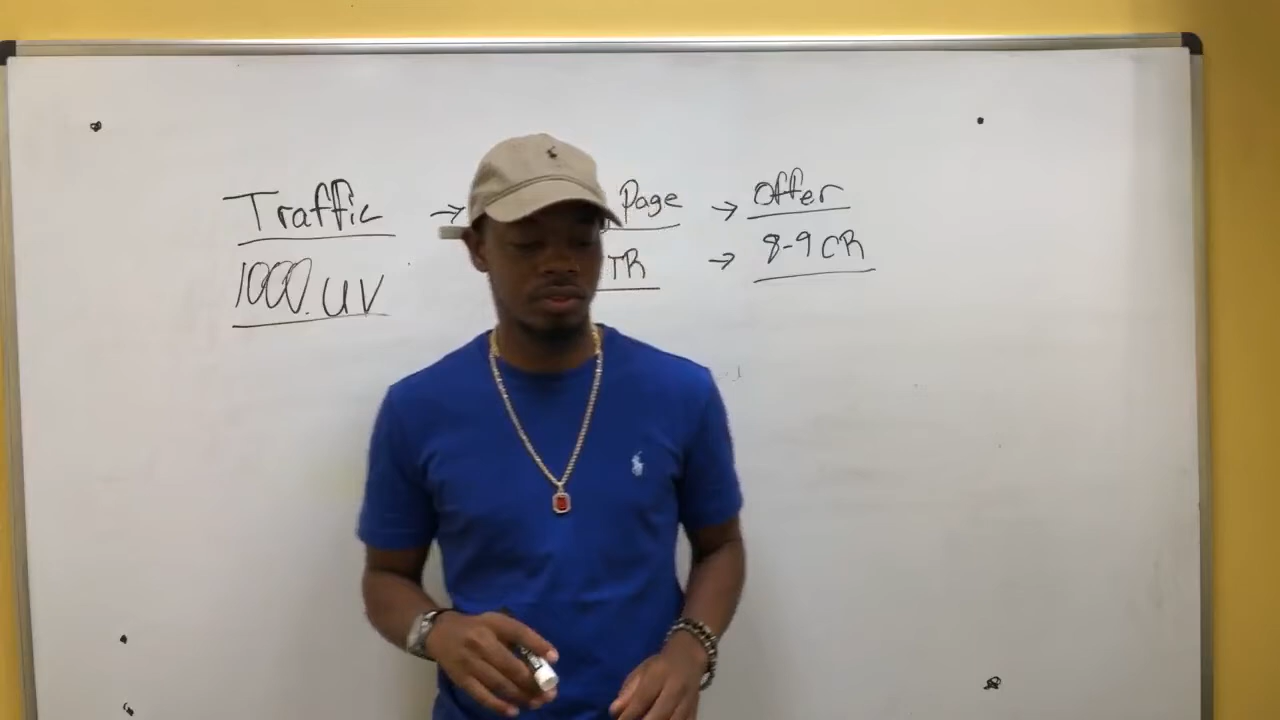 Traffic → Page → Offer
1000 UV TR → 8-9 CR